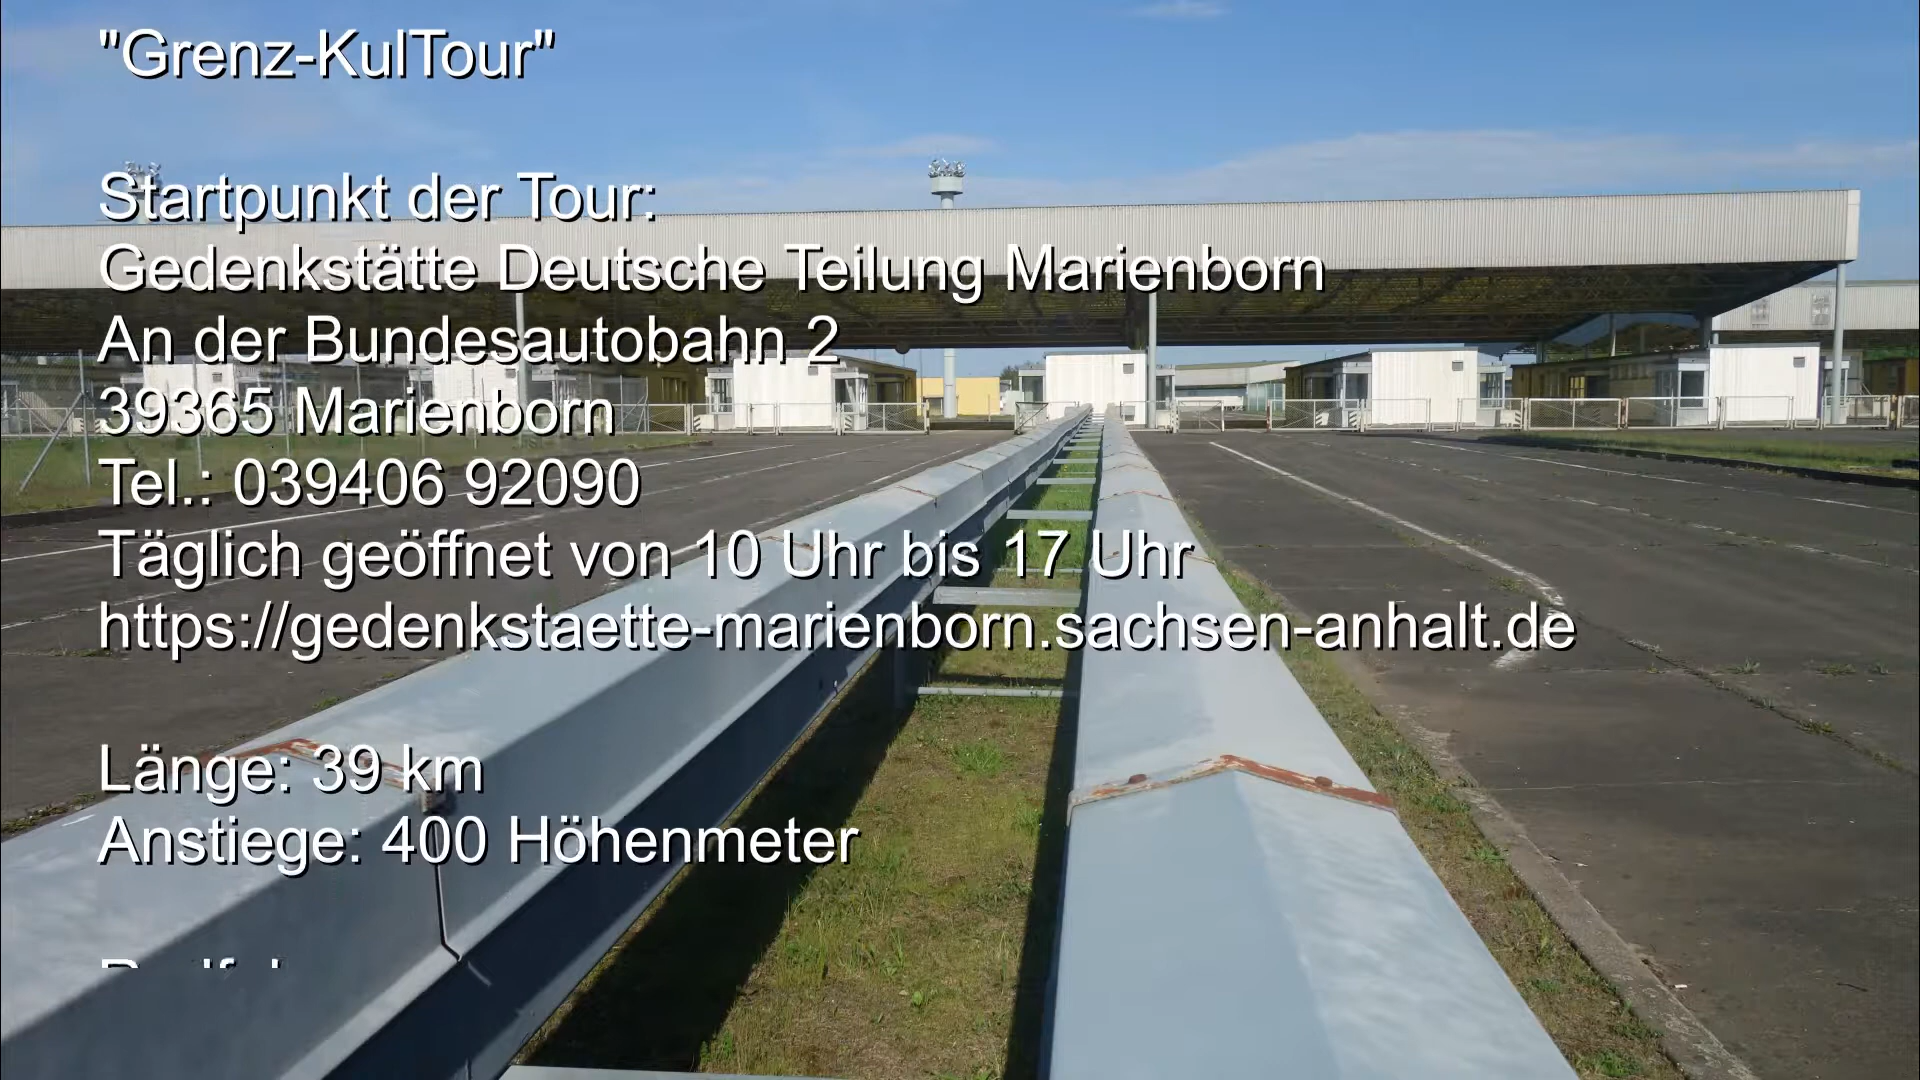 "Grenz-KulTour"
Startpunkt der Tour:
Gedenkstätte Deutsche Teilung Marienborn
An der Bundesautobahn 2
39365 Marienborn
Tel.: 039406 92090
Täglich geöffnet von 10 Uhr bis 17 Uhr
https://gedenkstaette-marienborn.sachsen-anhalt.de
Länge: 39 km
Anstiege: 400 Höhenmeter